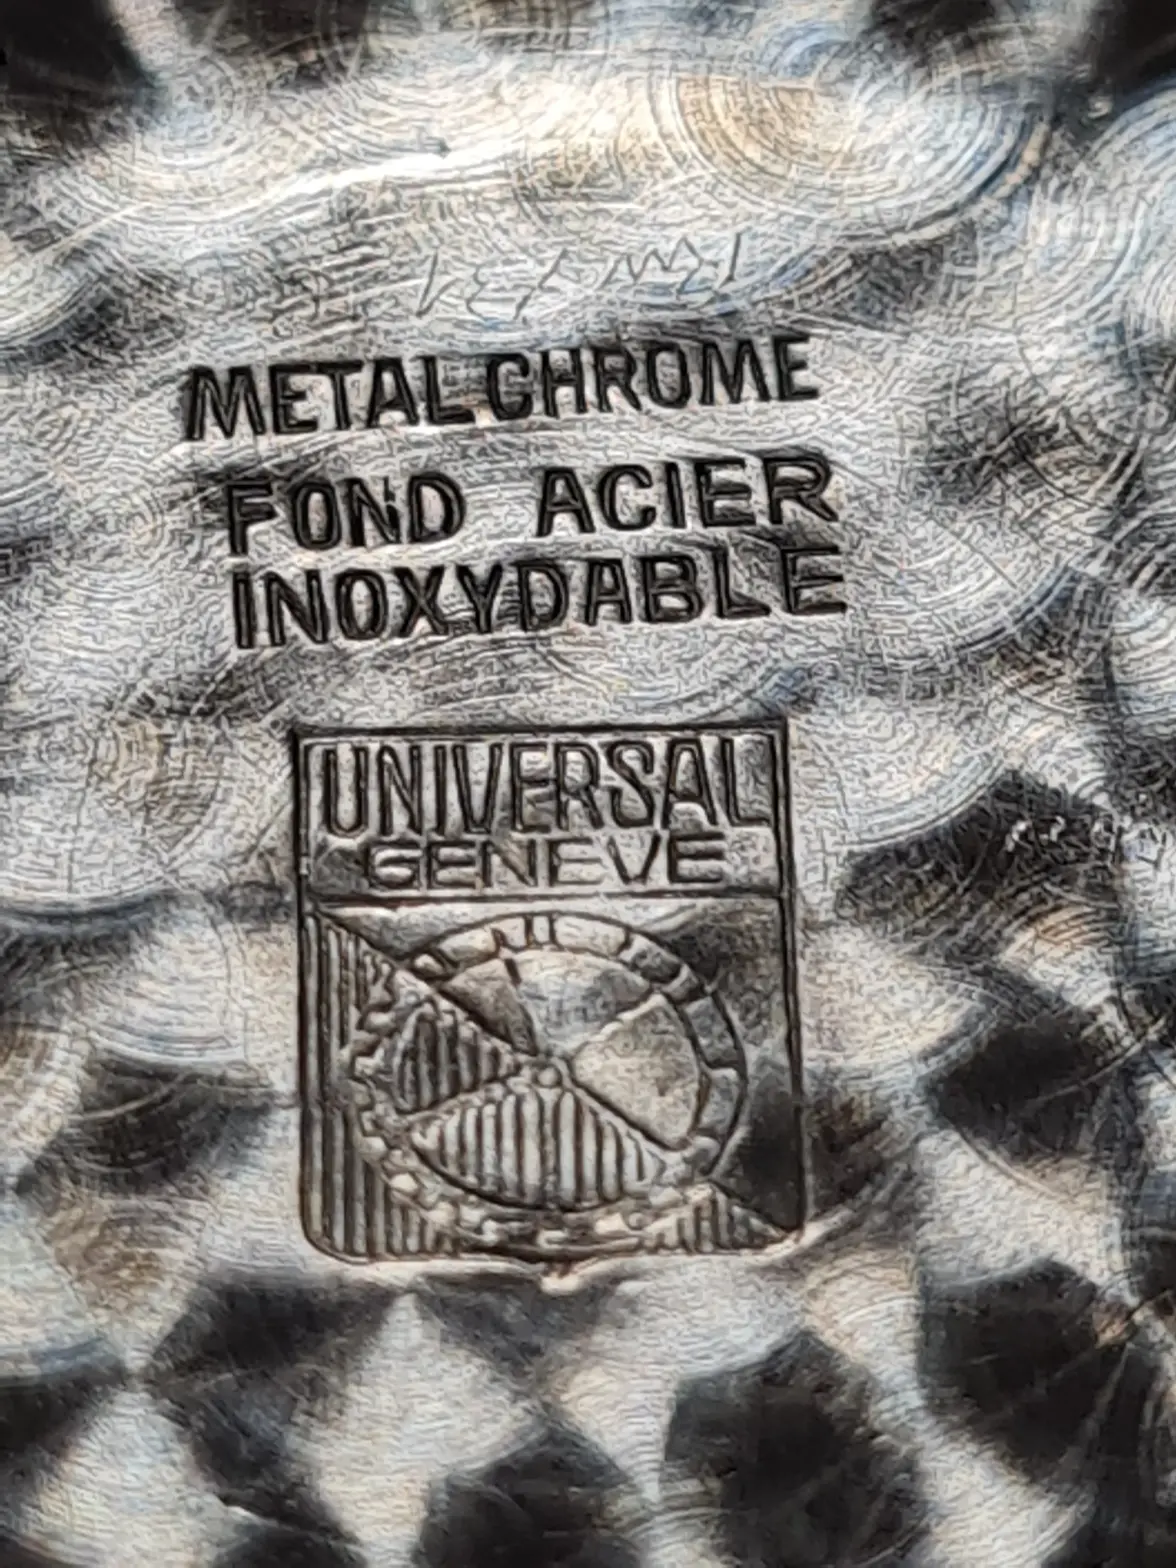 METAL CHROME
FOND ACIER
INOXYDABLE
UNIVERSAL
GENEVE